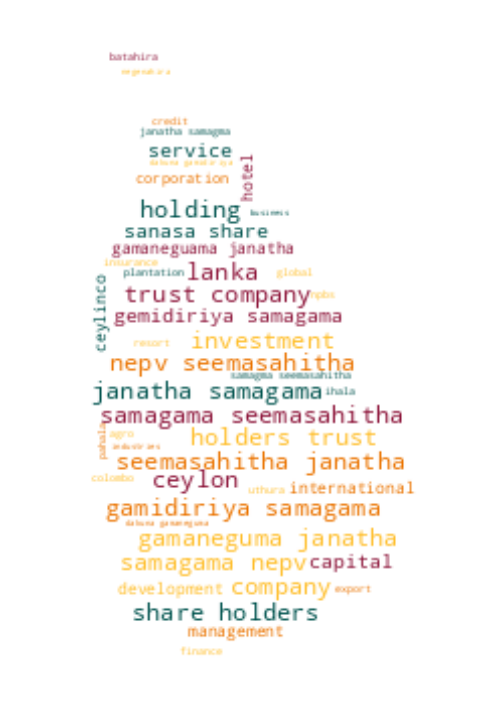 batahira
negenahira
credit
janatha samagma
service
dakuna gamidiriya
corporation
hotel
holding
business
sanasa share
gamaneguama janatha
insurance
plantation
lanka
global
ceylinco
trust company
npbs
gemidiriya samagama
resort
investment
nepv seemasahitha
samagma seemasahitha
janatha samagama
ihala
samagama seemasahitha
pahala
agro
holders trust
industries
seemasahitha janatha
colombo
ceylon
uthura
international
gamidiriya samagama
dakuna gamaneguma
gamaneguma janatha
samagama nepv
capital
development
company
export
share holders
management
finance